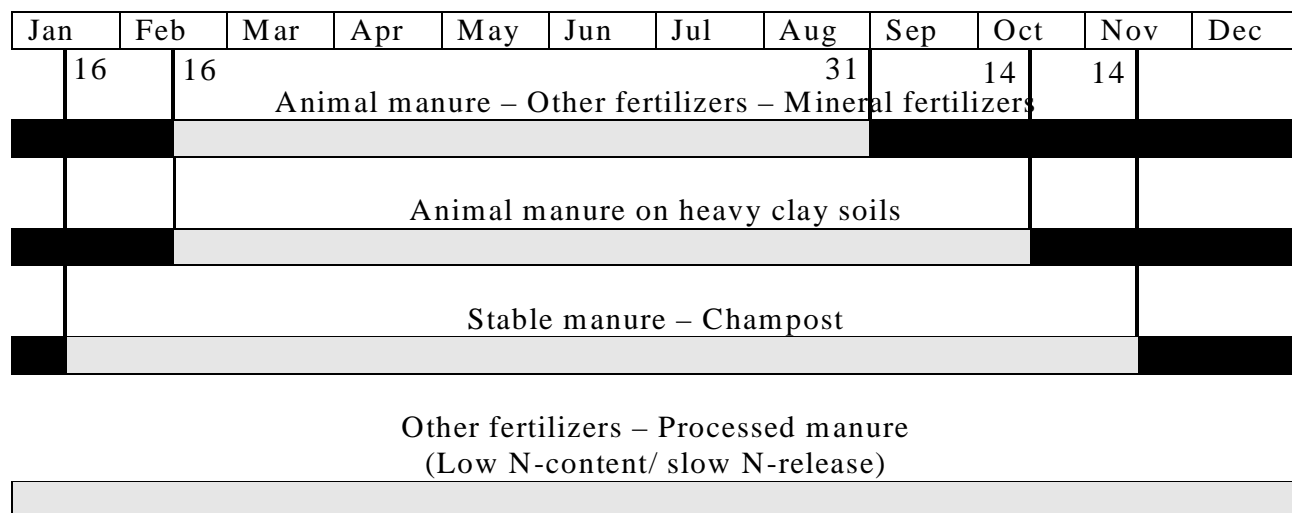 Jan Feb Mar Apr May Jun Jul Aug Sep Oct Nov Dec
16 16 31 14 14
Animal manure – Other fertilizers – Mineral fertilizers
Animal manure on heavy clay soils
Stable manure – Champost
Other fertilizers – Processed manure
(Low N-content/ slow N-release)